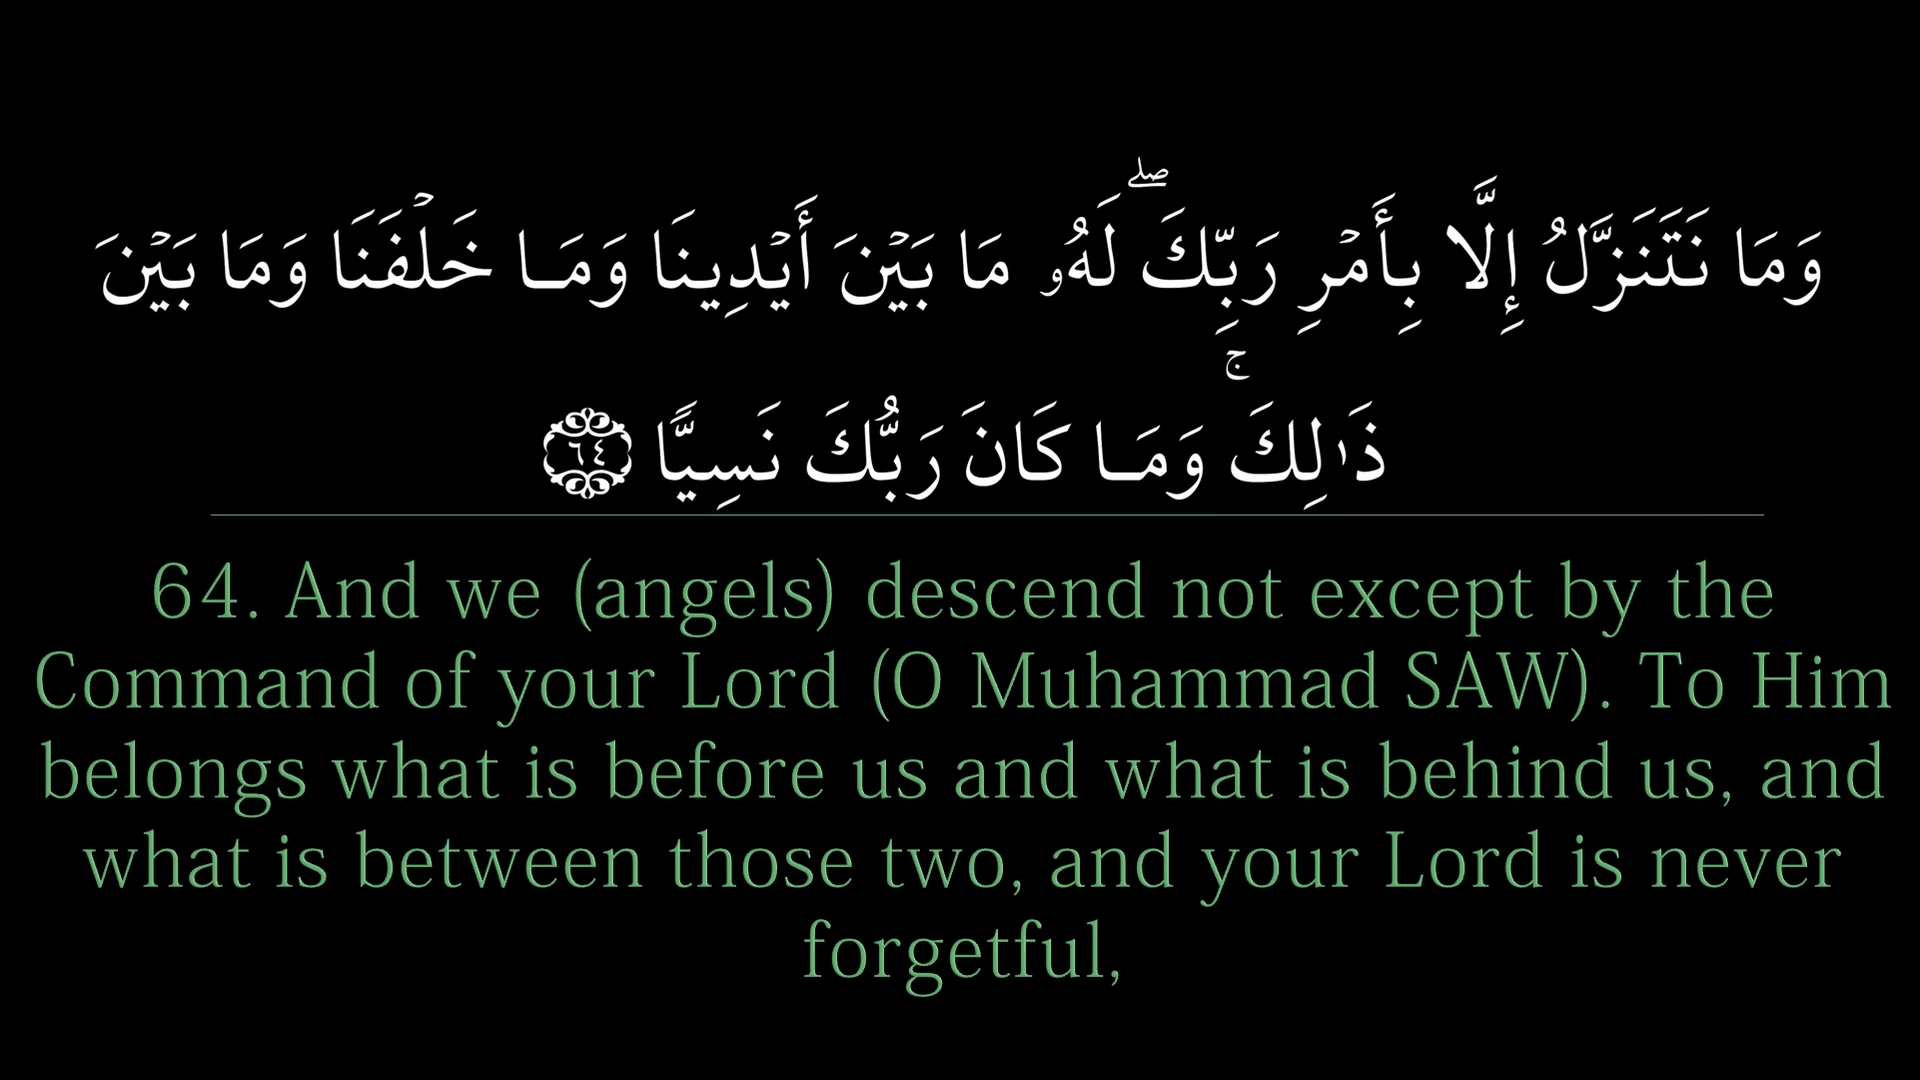 وَمَا نَتَنَزَّلُ إِلَّا بِأَمْرِ رَبِّكَ ۖ لَهُۥ مَا بَيْنَ أَيْدِينَا وَمَـا خَلْفَنَا وَمَا بَيْنَ
ذَٰلِكَ ۚ وَمَـا كَانَ رَبُّكَ نَسِيًّا ٦٤
64. And we (angels) descend not except by the
Command of your Lord (O Muhammad SAW). To Him
belongs what is before us and what is behind us, and
what is between those two, and your Lord is never
forgetful,